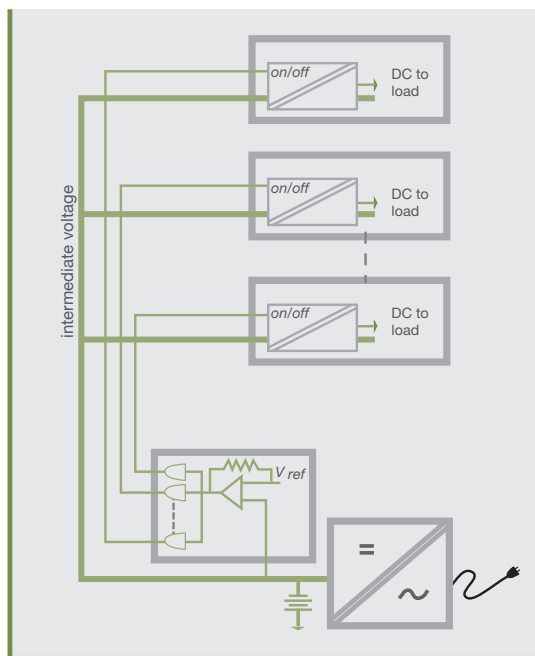 on/off
DC to
load
on/off
DC to
load
intermediate voltage
on/off
DC to
load
V ref